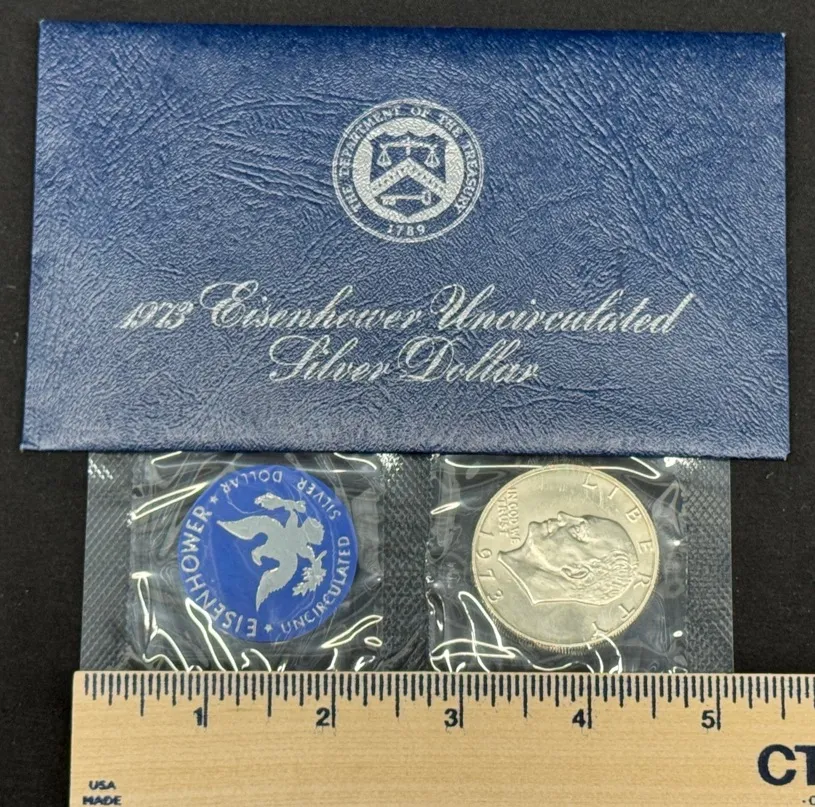 THE DEPARTMENT OF THE TREASURY
1789
1973 Eisenhower Uncirculated
Silver Dollar
EISENHOWER
UNCIRCULATED
SILVER DOLLAR
LIBERTY
IN GOD WE
TRUST
1973
1 2 3 4 5
USA
MADE
CT